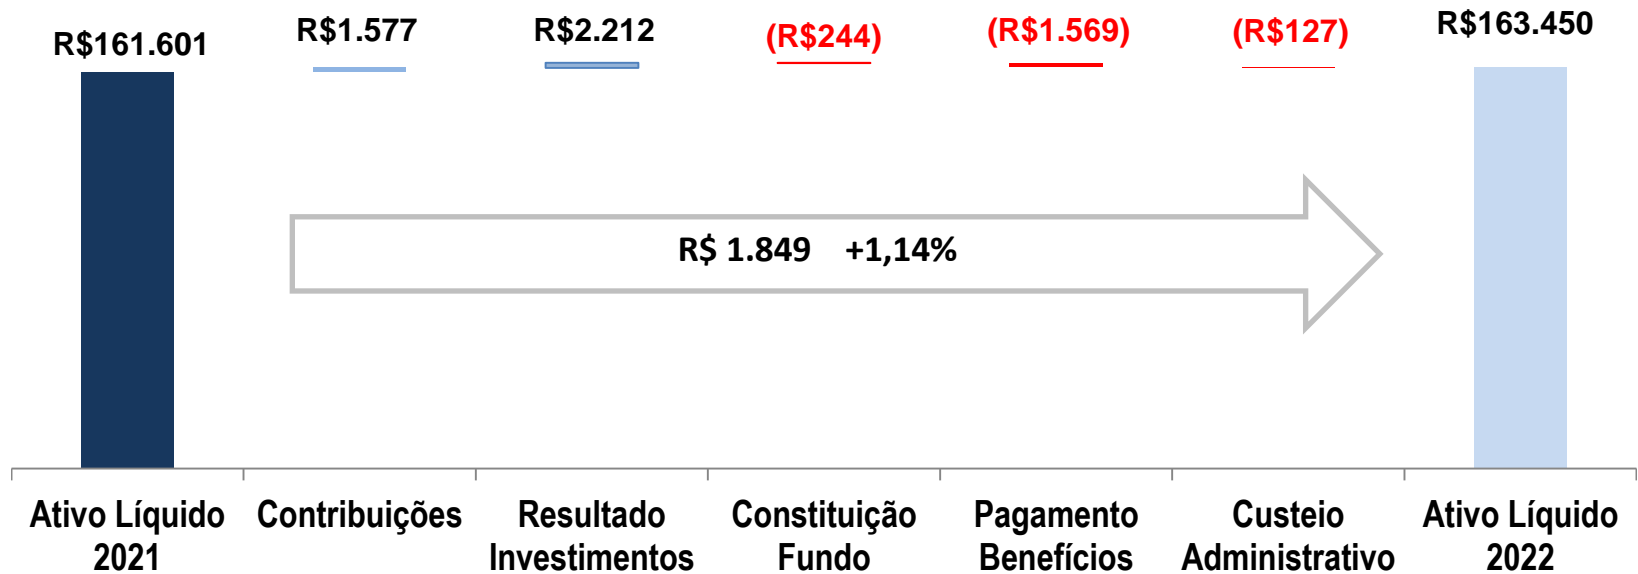 R$161.601
R$1.577
R$2.212
(R$244)
(R$1.569)
(R$127)
R$163.450
R$ 1.849 +1,14%
Ativo Líquido
2021
Contribuições
Resultado
Investimentos
Constituição
Fundo
Pagamento
Benefícios
Custeio
Administrativo
Ativo Líquido
2022